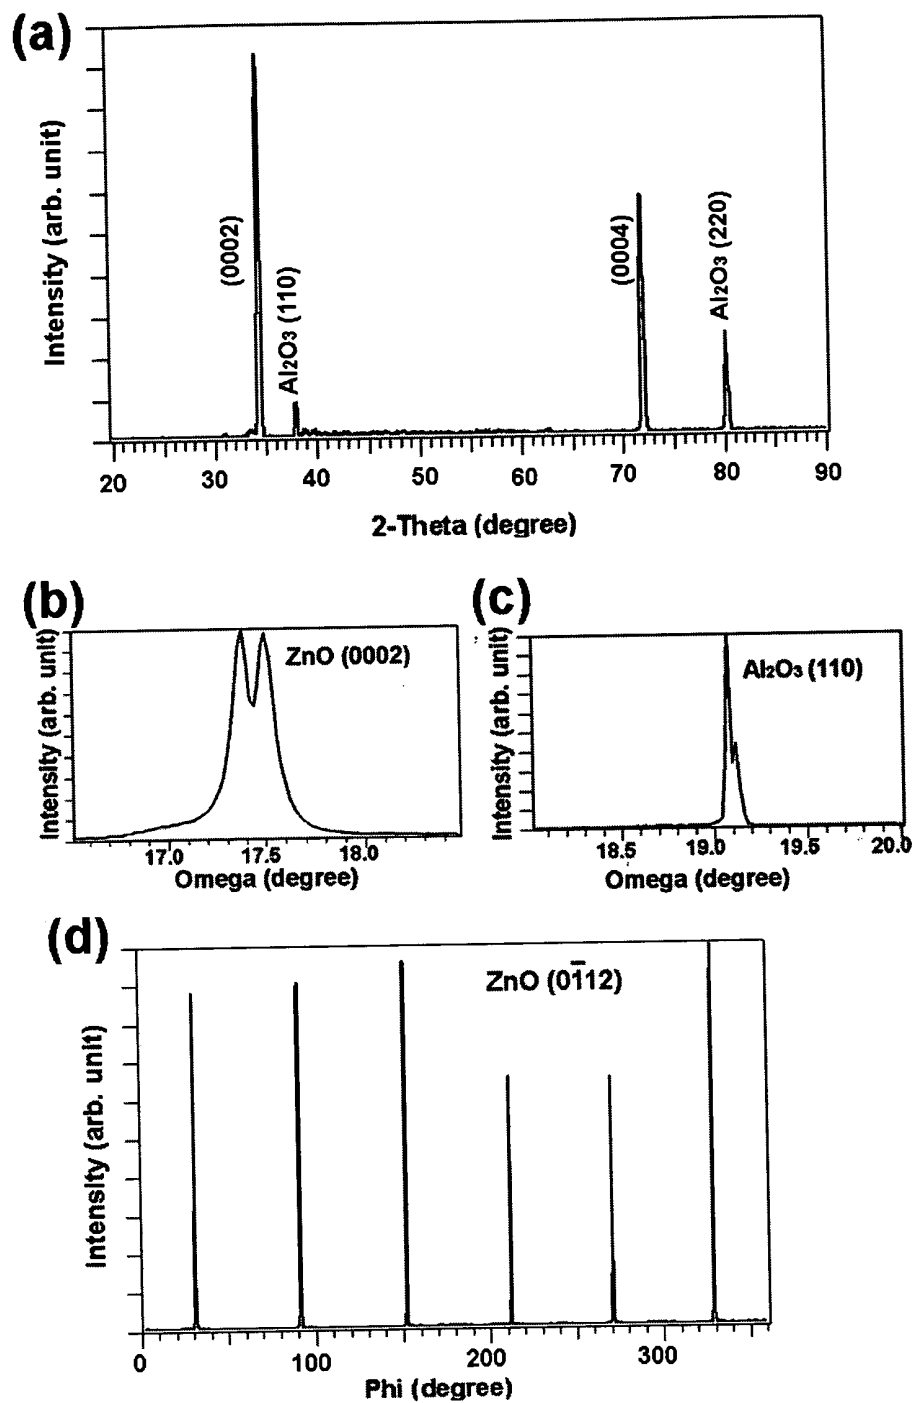 (a)
Intensity (arb. unit)
(0002)
Al₂O₃ (110)
(0004)
Al₂O₃ (220)
20 30 40 50 60 70 80 90
2-Theta (degree)
(b)
Intensity (arb. unit)
ZnO (0002)
17.0 17.5 18.0
Omega (degree)
(c)
Intensity (arb. unit)
Al₂O₃ (110)
18.5 19.0 19.5 20.0
Omega (degree)
(d)
Intensity (arb. unit)
ZnO (01̅12)
0 100 200 300
Phi (degree)